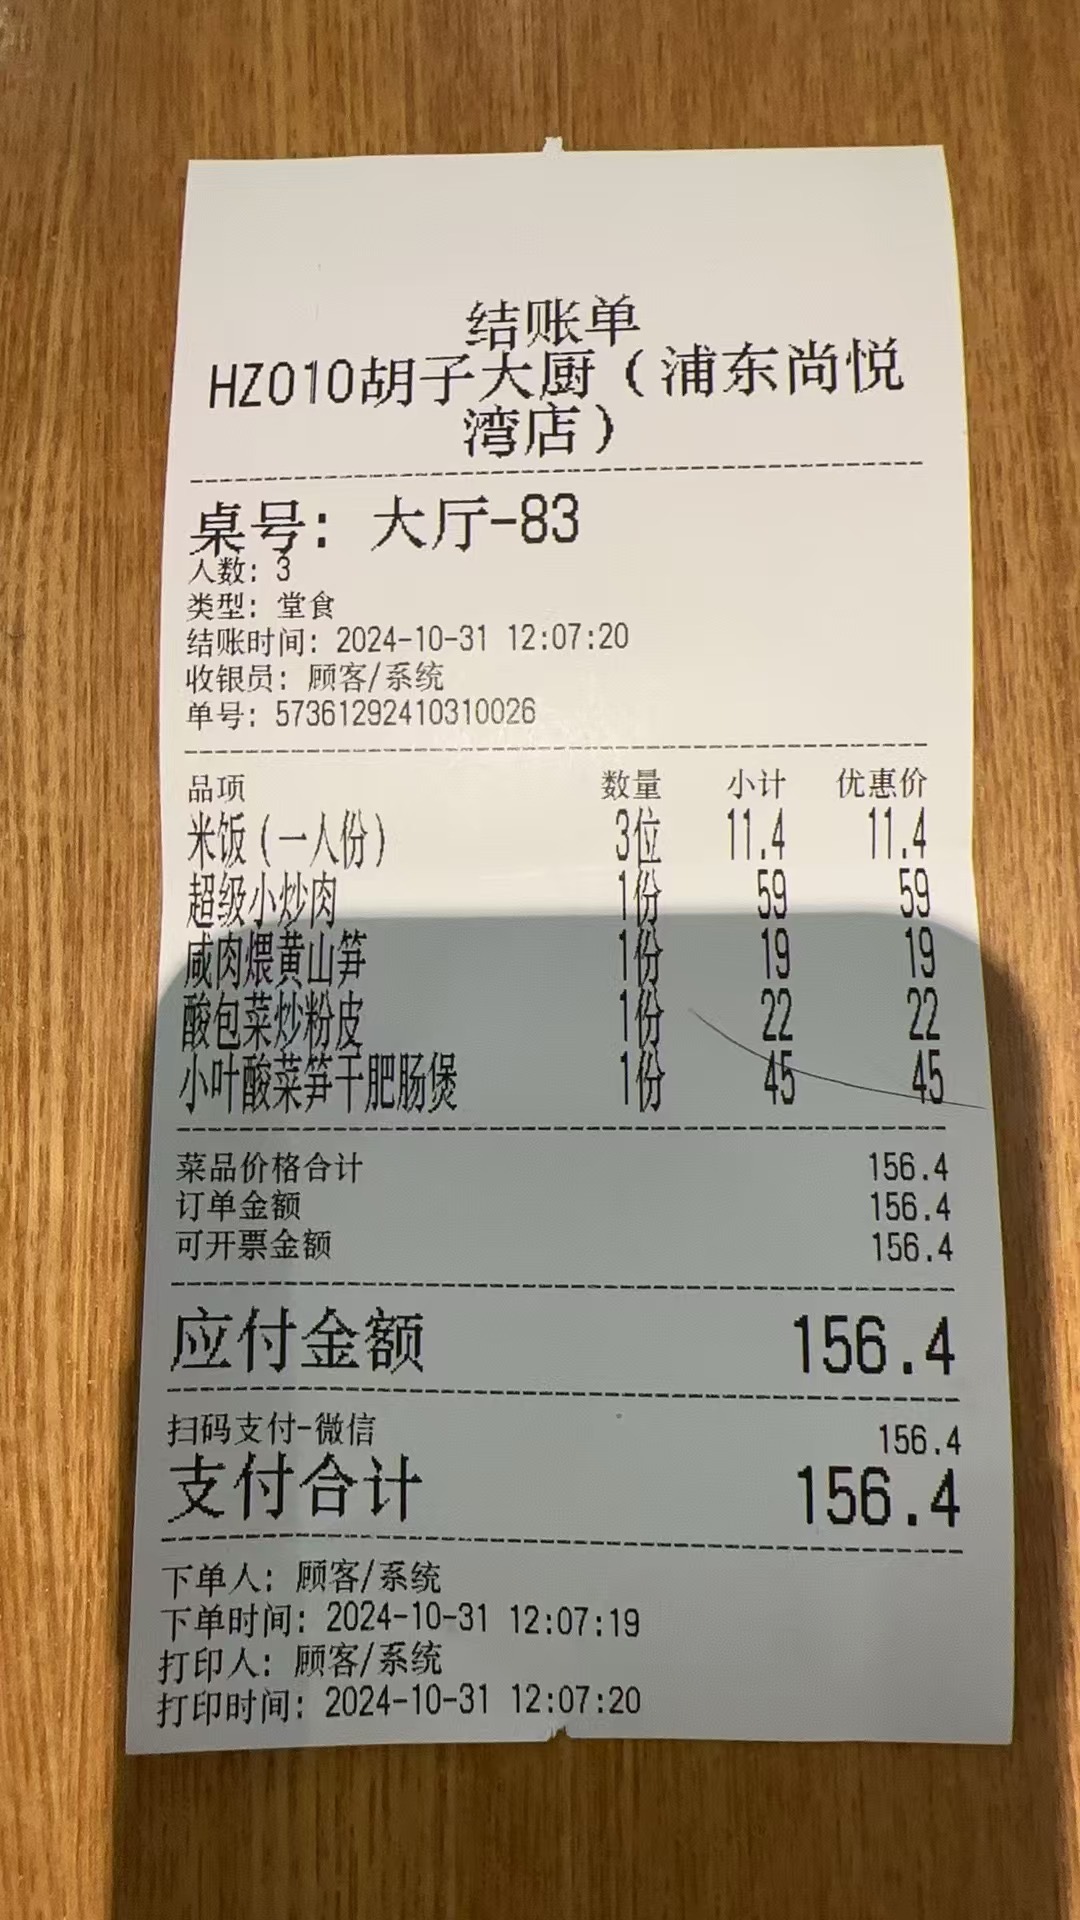 结账单
HZ010胡子大厨（浦东尚悦
湾店）
桌号：大厅-83
人数：3
类型：堂食
结账时间：2024-10-31 12:07:20
收银员：顾客/系统
单号：57361292410310026
品项 数量 小计 优惠价
米饭（一人份） 3位 11.4 11.4
超级小炒肉 1份 59 59
咸肉煨黄山笋 1份 19 19
酸包菜炒粉皮 1份 22 22
小叶酸菜笋干肥肠煲 1份 45 45
菜品价格合计 156.4
订单金额 156.4
可开票金额 156.4
应付金额 156.4
扫码支付-微信 156.4
支付合计 156.4
下单人：顾客/系统
下单时间：2024-10-31 12:07:19
打印人：顾客/系统
打印时间：2024-10-31 12:07:20